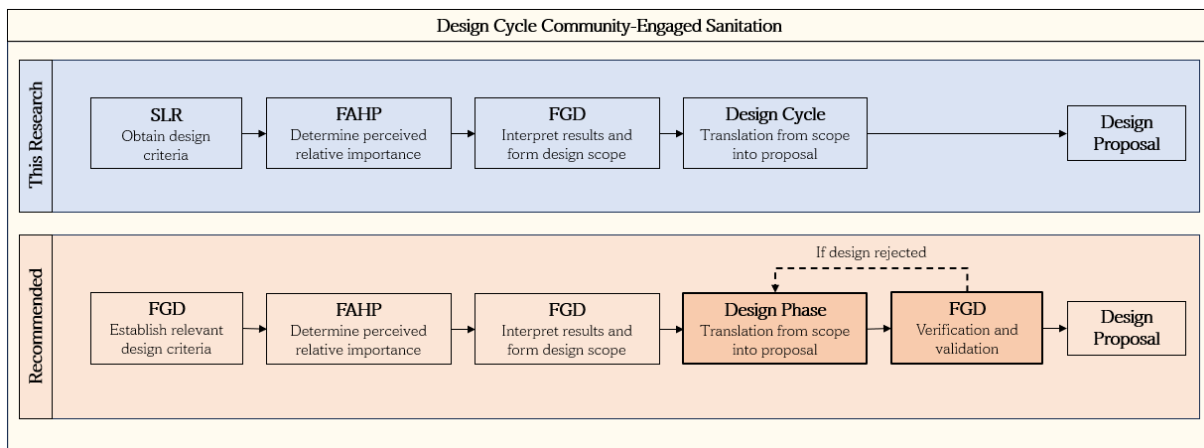 Design Cycle Community-Engaged Sanitation
This Research
SLR
Obtain design
criteria
FAHP
Determine perceived
relative importance
FGD
Interpret results and
form design scope
Design Cycle
Translation from scope
into proposal
Design
Proposal
Recommended
If design rejected
FGD
Establish relevant
design criteria
FAHP
Determine perceived
relative importance
FGD
Interpret results and
form design scope
Design Phase
Translation from scope
into proposal
FGD
Verification and
validation
Design
Proposal